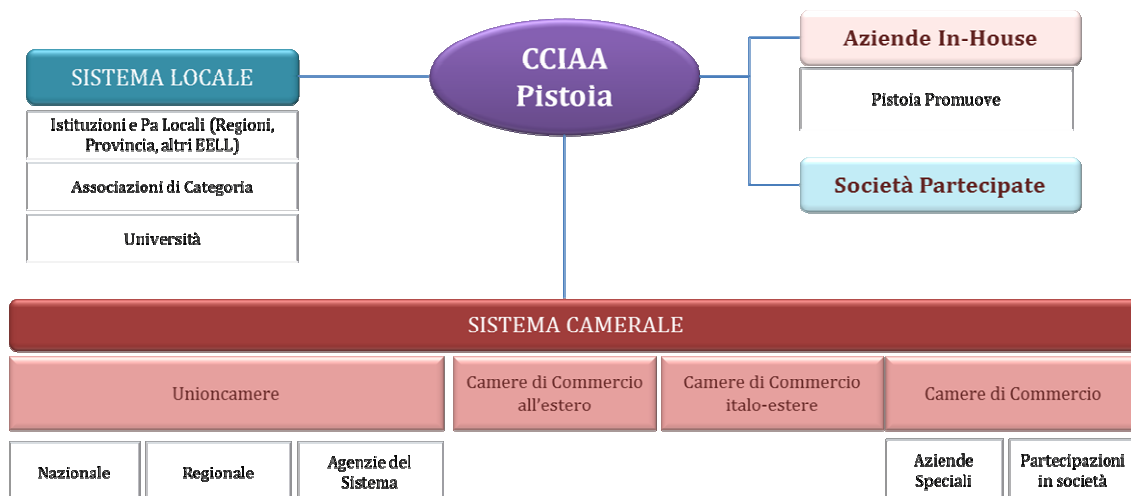 CCIAA
Pistoia
SISTEMA LOCALE
Istituzioni e Pa Locali (Regioni,
Provincia, altri EELL)
Associazioni di Categoria
Università
Aziende In-House
Pistoia Promuove
Società Partecipate
SISTEMA CAMERALE
Unioncamere
Camere di Commercio
all'estero
Camere di Commercio
italo-estere
Camere di Commercio
Nazionale
Regionale
Agenzie del
Sistema
Aziende
Speciali
Partecipazioni
in società